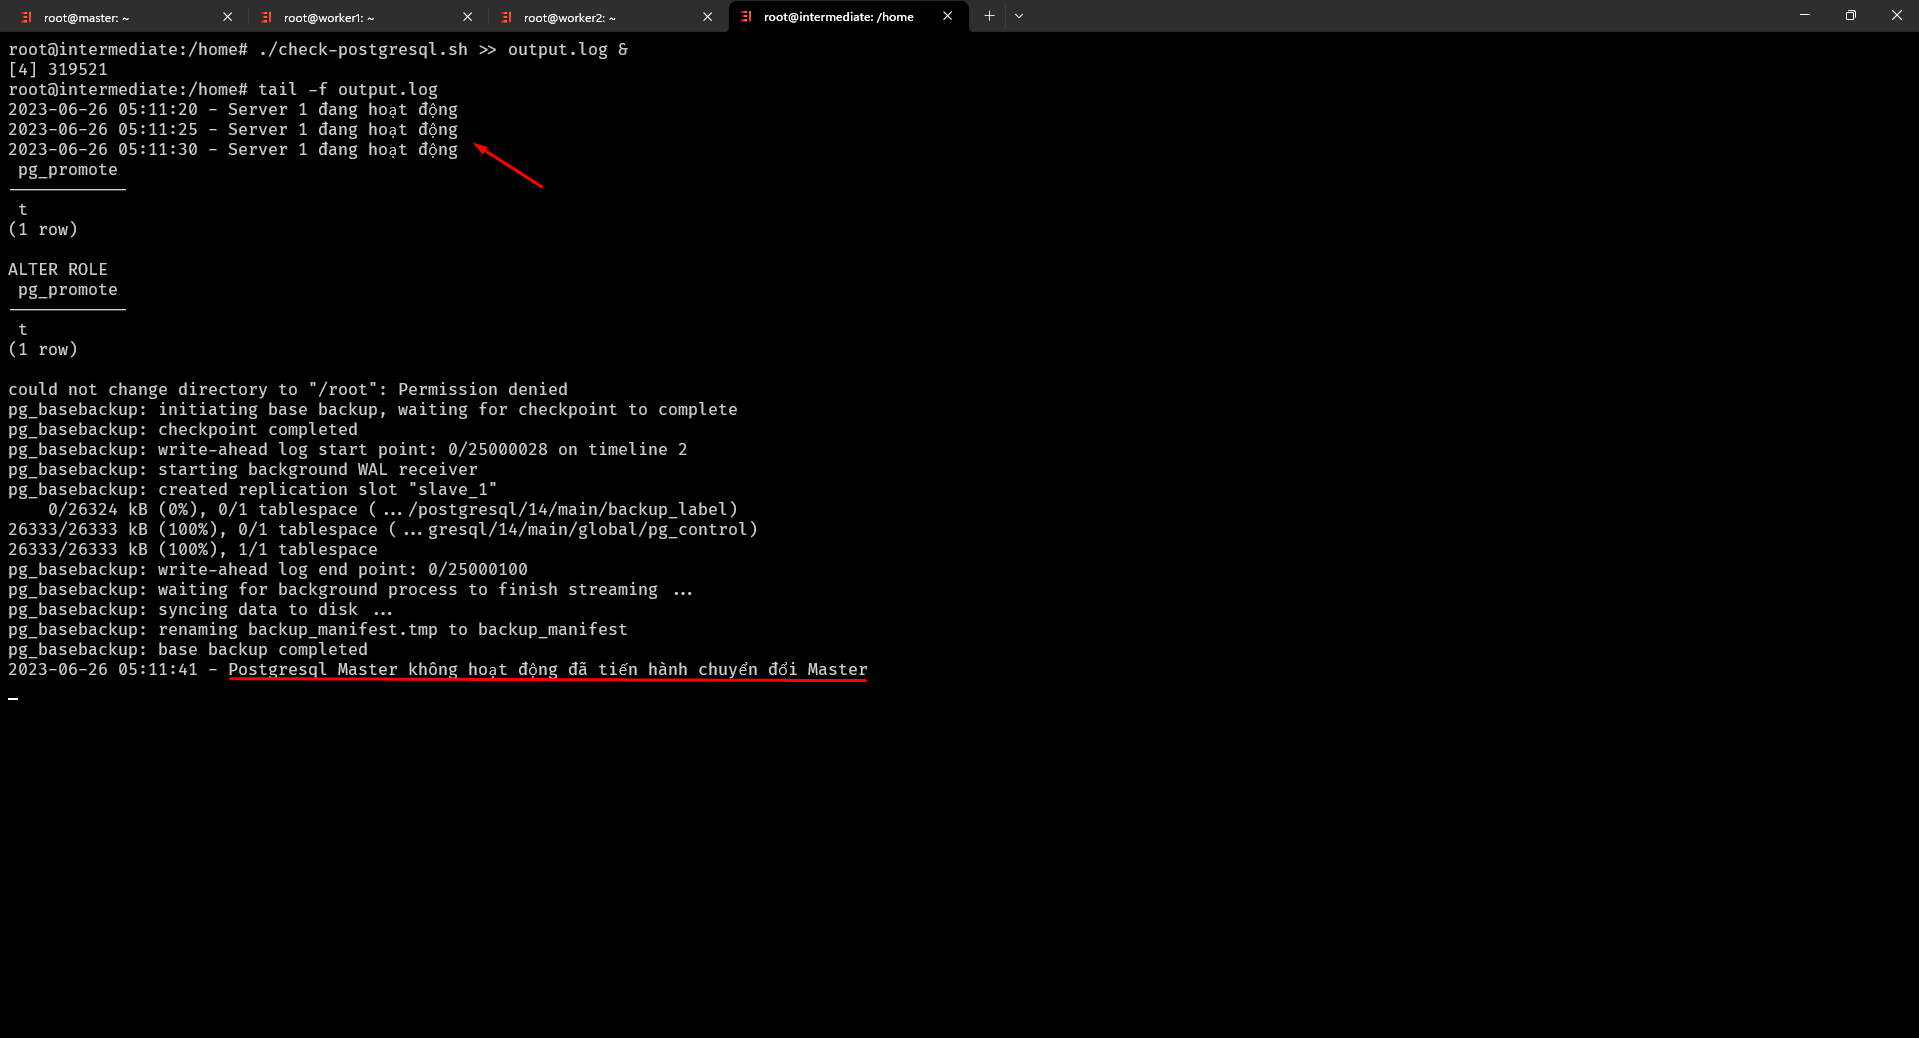 root@master: ~
root@worker1: ~
root@worker2: ~
root@intermediate: /home
root@intermediate:/home# ./check-postgresql.sh >> output.log &
[4] 319521
root@intermediate:/home# tail -f output.log
2023-06-26 05:11:20 - Server 1 đang hoạt động
2023-06-26 05:11:25 - Server 1 đang hoạt động
2023-06-26 05:11:30 - Server 1 đang hoạt động
pg_promote
------------
t
(1 row)
ALTER ROLE
pg_promote
------------
t
(1 row)
could not change directory to "/root": Permission denied
pg_basebackup: initiating base backup, waiting for checkpoint to complete
pg_basebackup: checkpoint completed
pg_basebackup: write-ahead log start point: 0/25000028 on timeline 2
pg_basebackup: starting background WAL receiver
pg_basebackup: created replication slot "slave_1"
0/26324 kB (0%), 0/1 tablespace (.../postgresql/14/main/backup_label)
26333/26333 kB (100%), 0/1 tablespace (...gresql/14/main/global/pg_control)
26333/26333 kB (100%), 1/1 tablespace
pg_basebackup: write-ahead log end point: 0/25000100
pg_basebackup: waiting for background process to finish streaming ...
pg_basebackup: syncing data to disk ...
pg_basebackup: renaming backup_manifest.tmp to backup_manifest
pg_basebackup: base backup completed
2023-06-26 05:11:41 - Postgresql Master không hoạt động đã tiến hành chuyển đổi Master